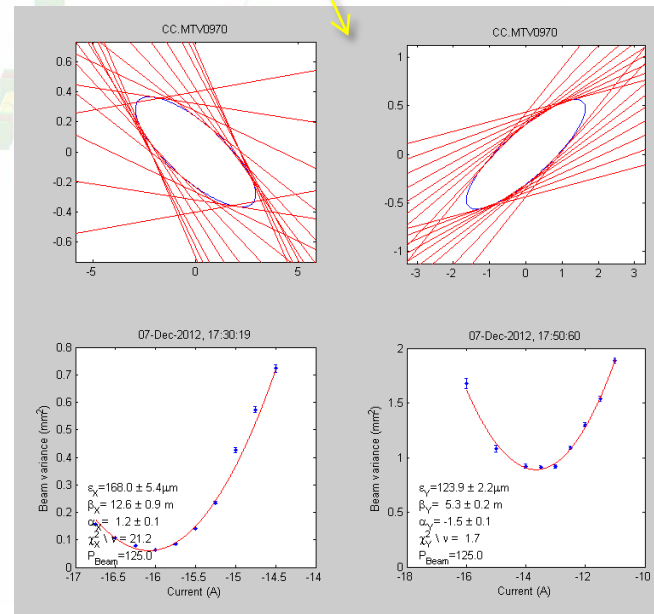 CC.MTV0970
0.6
0.4
0.2
0
-0.2
-0.4
-0.6
-5
0
5
CC.MTV0970
1
0.5
0
-0.5
-1
-3
-2
-1
0
1
2
3
07-Dec-2012, 17:30:19
Beam variance (mm²)
0.8
0.7
0.6
0.5
0.4
0.3
0.2
0.1
0
εX=168.0 ± 5.4μm
βX= 12.6 ± 0.9 m
αX= 1.2 ± 0.1
χ²X \ ν = 21.2
PBeam=125.0
-17
-16.5
-16
-15.5
-15
-14.5
-14
Current (A)
07-Dec-2012, 17:50:60
Beam variance (mm²)
2
1.5
1
0.5
0
εY=123.9 ± 2.2μm
βY= 5.3 ± 0.2 m
αY= -1.5 ± 0.1
χ²Y \ ν = 1.7
PBeam=125.0
-18
-16
-14
-12
-10
Current (A)